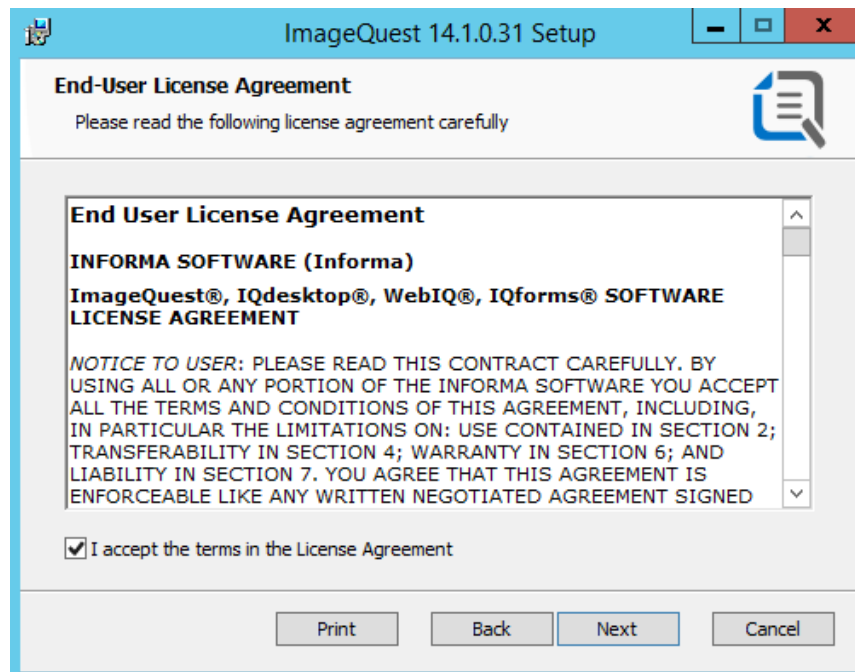 ImageQuest 14.1.0.31 Setup
End-User License Agreement
Please read the following license agreement carefully
End User License Agreement
INFORMA SOFTWARE (Informa)
ImageQuest®, IQdesktop®, WebIQ®, IQforms® SOFTWARE
LICENSE AGREEMENT
NOTICE TO USER: PLEASE READ THIS CONTRACT CAREFULLY. BY
USING ALL OR ANY PORTION OF THE INFORMA SOFTWARE YOU ACCEPT
ALL THE TERMS AND CONDITIONS OF THIS AGREEMENT, INCLUDING,
IN PARTICULAR THE LIMITATIONS ON: USE CONTAINED IN SECTION 2;
TRANSFERABILITY IN SECTION 4; WARRANTY IN SECTION 6; AND
LIABILITY IN SECTION 7. YOU AGREE THAT THIS AGREEMENT IS
ENFORCEABLE LIKE ANY WRITTEN NEGOTIATED AGREEMENT SIGNED
I accept the terms in the License Agreement
Print Back Next Cancel